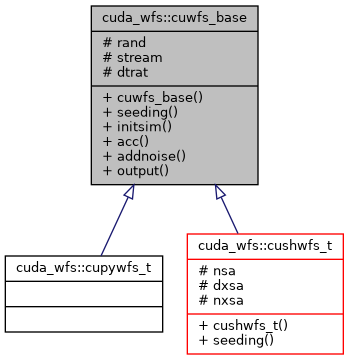 cuda_wfs::cuwfs_base
# rand
# stream
# dtrat
+ cuwfs_base()
+ seeding()
+ initsim()
+ acc()
+ addnoise()
+ output()
cuda_wfs::cupywfs_t
cuda_wfs::cushwfs_t
# nsa
# dxsa
# nxsa
+ cushwfs_t()
+ seeding()